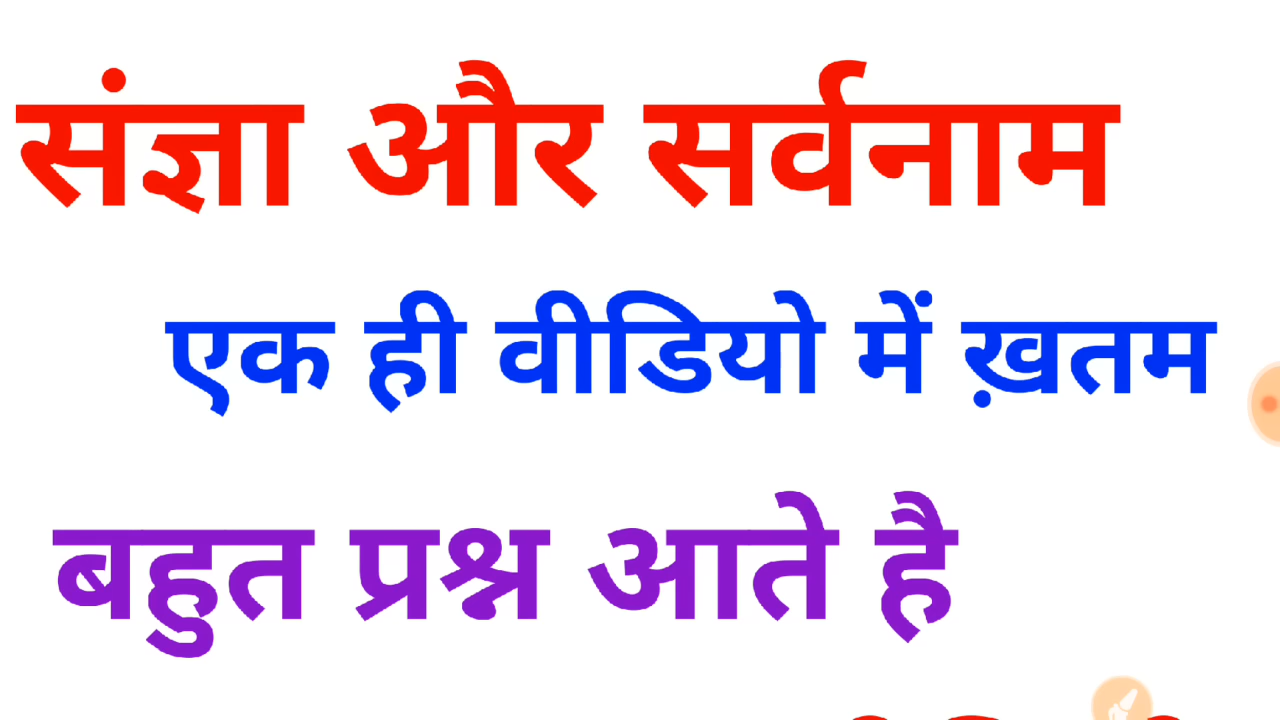 संज्ञा और सर्वनाम
एक ही वीडियो में ख़तम
बहुत प्रश्न आते है